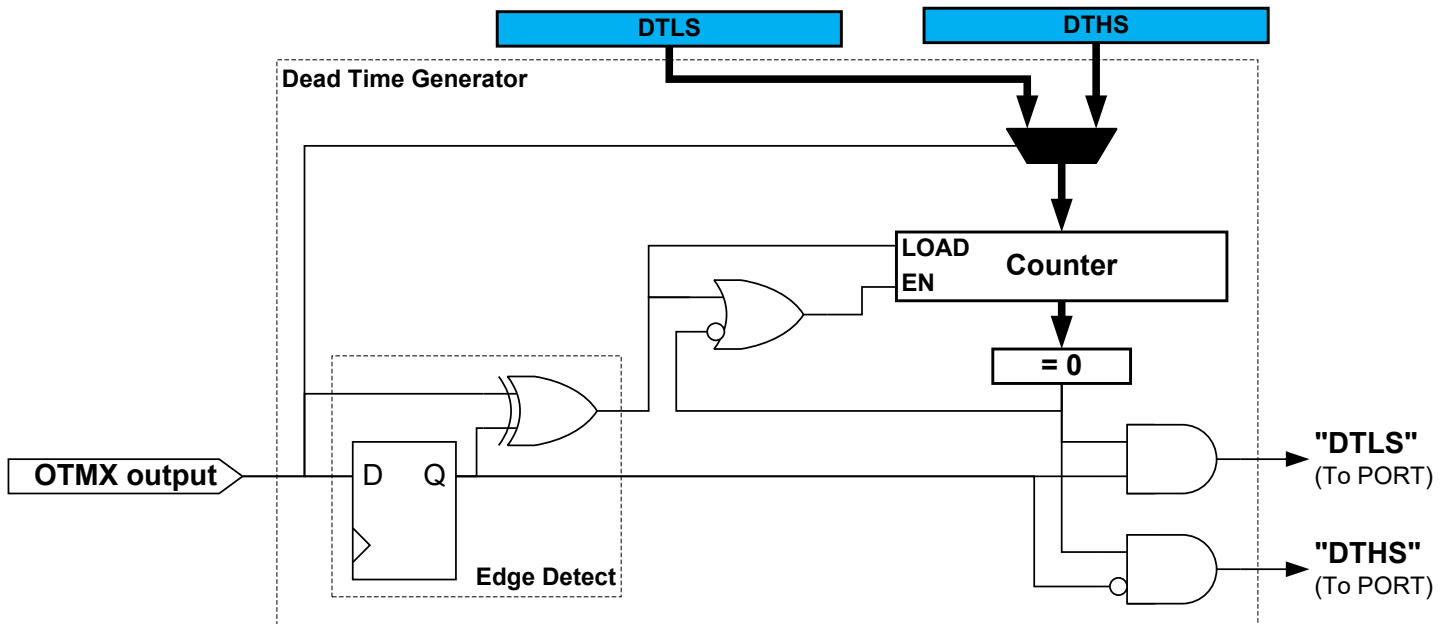 DTLS
DTHS
Dead Time Generator
LOAD
Counter
EN
= 0
OTMX output
D
Q
Edge Detect
"DTLS"
(To PORT)
"DTHS"
(To PORT)